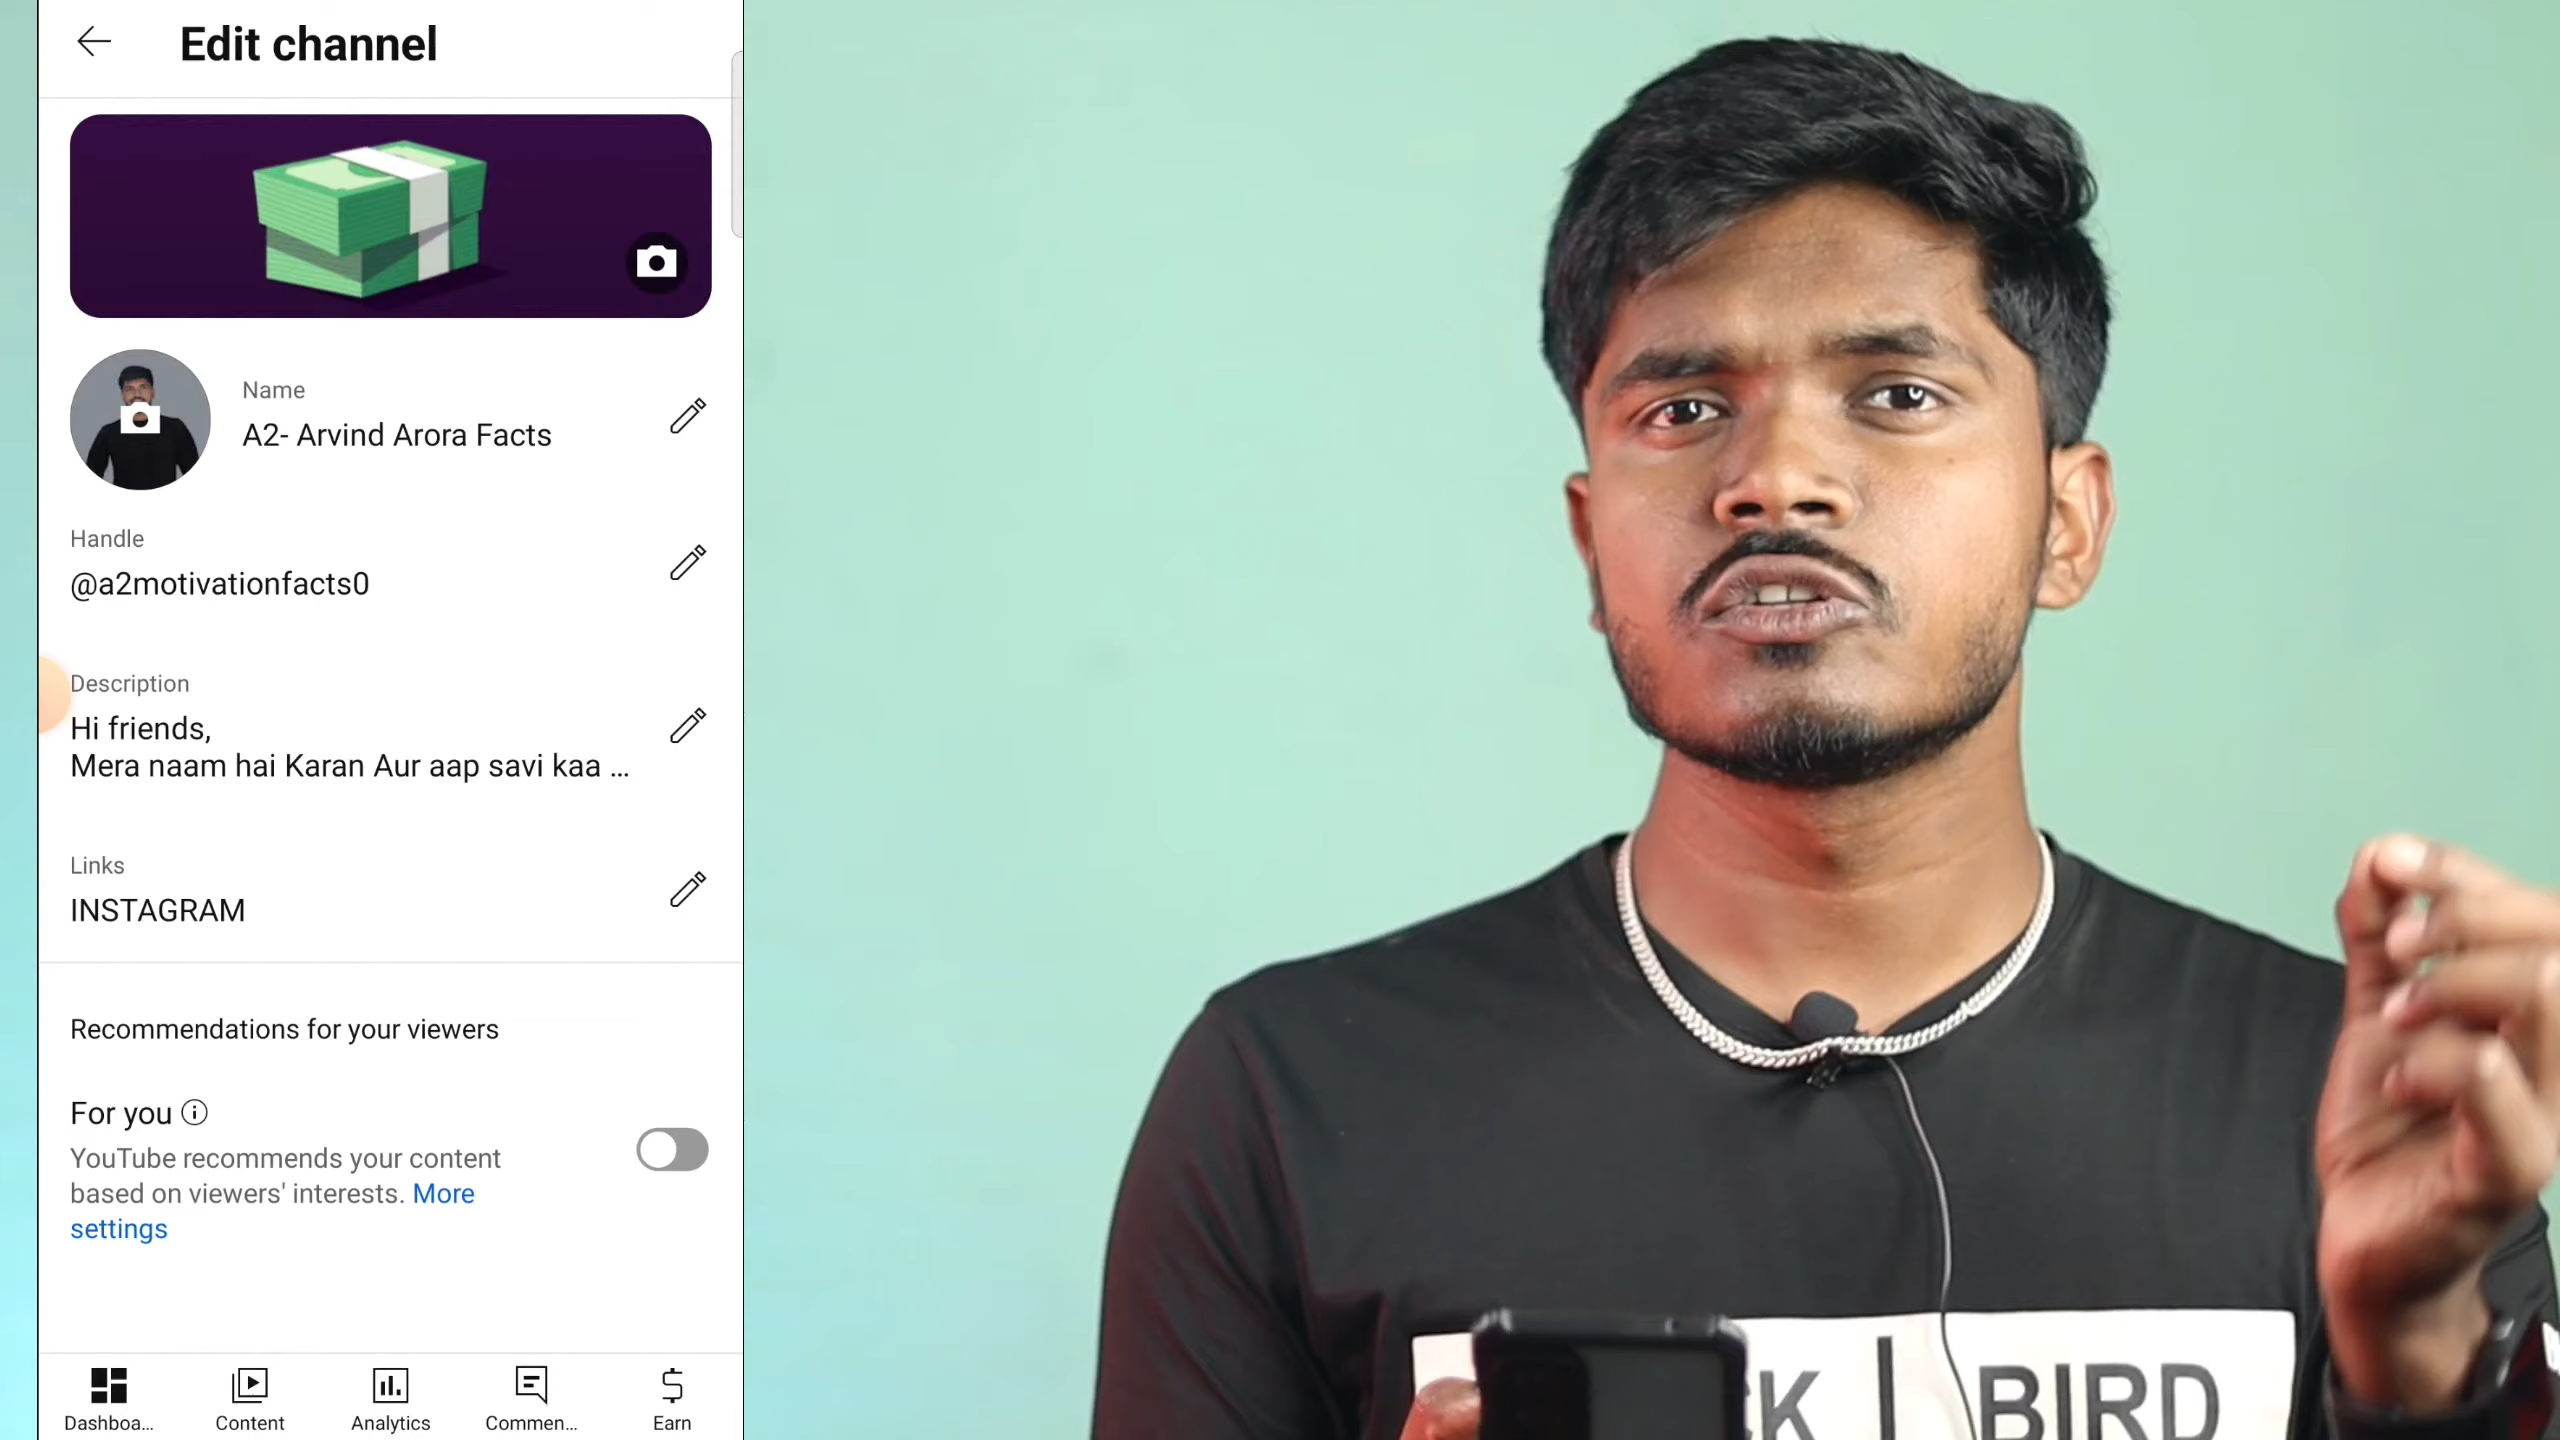 Edit channel
Name
A2- Arvind Arora Facts
Handle
@a2motivationfacts0
Description
Hi friends,
Mera naam hai Karan Aur aap savi kaa ...
Links
INSTAGRAM
Recommendations for your viewers
For you
YouTube recommends your content
based on viewers' interests. More
settings
Dashboa...
Content
Analytics
Commen...
Earn
BIRD